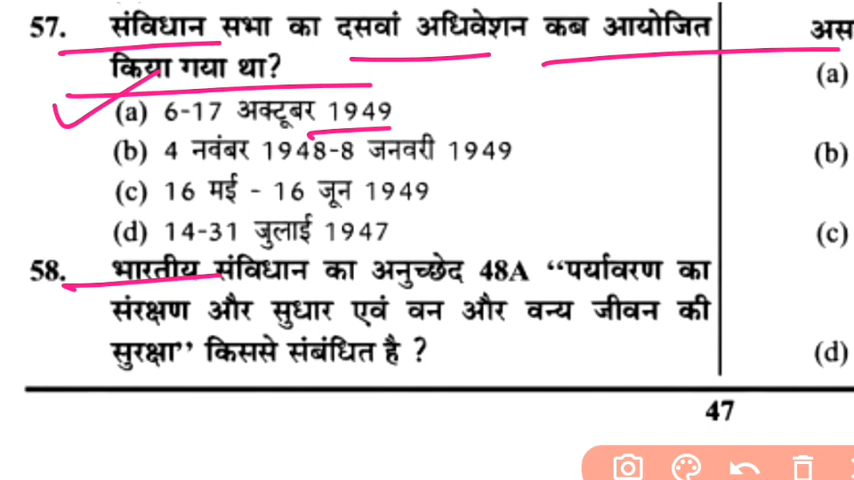 57. संविधान सभा का दसवां अधिवेशन कब आयोजित
किया गया था?
(a) 6-17 अक्टूबर 1949
(b) 4 नवंबर 1948-8 जनवरी 1949
(c) 16 मई - 16 जून 1949
(d) 14-31 जुलाई 1947
58. भारतीय संविधान का अनुच्छेद 48A “पर्यावरण का
संरक्षण और सुधार एवं वन और वन्य जीवन की
सुरक्षा” किससे संबंधित है ?
अस
(a)
(b)
(c)
(d)
47